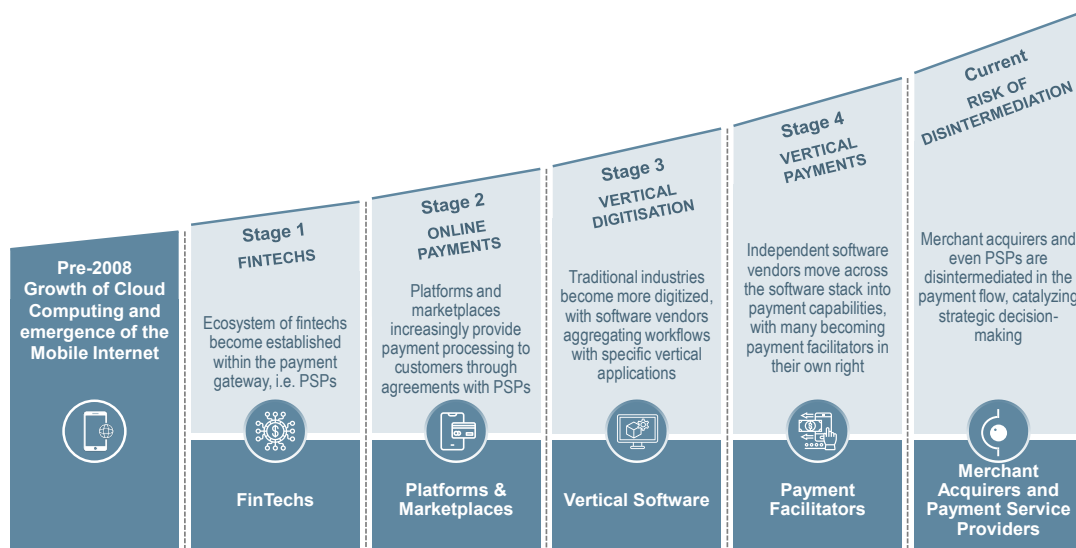 Pre-2008
Growth of Cloud
Computing and
emergence of the
Mobile Internet
Stage 1
FINTECHS
Ecosystem of fintechs
become established
within the payment
gateway, i.e. PSPs
FinTechs
Stage 2
ONLINE
PAYMENTS
Platforms and
marketplaces
increasingly provide
payment processing to
customers through
agreements with PSPs
Platforms &
Marketplaces
Stage 3
VERTICAL
DIGITISATION
Traditional industries
become more digitized,
with software vendors
aggregating workflows
with specific vertical
applications
Vertical Software
Stage 4
VERTICAL
PAYMENTS
Independent software
vendors move across
the software stack into
payment capabilities,
with many becoming
payment facilitators in
their own right
Payment
Facilitators
Current
RISK OF
DISINTERMEDIATION
Merchant acquirers and
even PSPs are
disintermediated in the
payment flow, catalyzing
strategic decision-
making
Merchant
Acquirers and
Payment Service
Providers